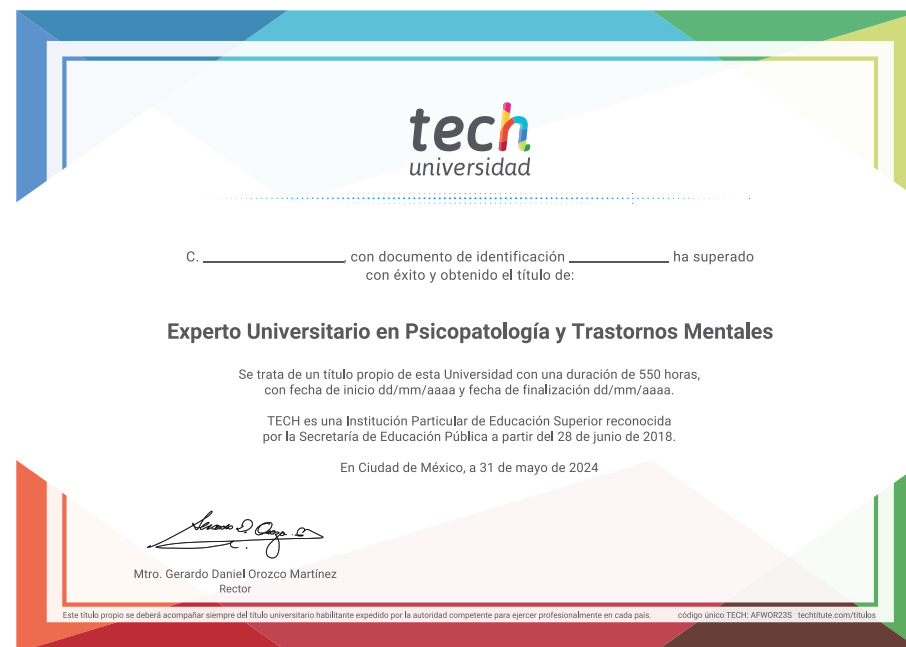 tech
universidad
C. ____________, con documento de identificación ____________ ha superado
con éxito y obtenido el título de:
Experto Universitario en Psicopatología y Trastornos Mentales
Se trata de un título propio de esta Universidad con una duración de 550 horas,
con fecha de inicio dd/mm/aaaa y fecha de finalización dd/mm/aaaa.
TECH es una Institución Particular de Educación Superior reconocida
por la Secretaría de Educación Pública a partir del 28 de junio de 2018.
En Ciudad de México, a 31 de mayo de 2024
Mtro. Gerardo Daniel Orozco Martínez
Rector
Este título propio se deberá acompañar siempre del título universitario habilitante expedido por la autoridad competente para ejercer profesionalmente en cada país. código único TECH: AFWOR23S techtitute.com/titulos